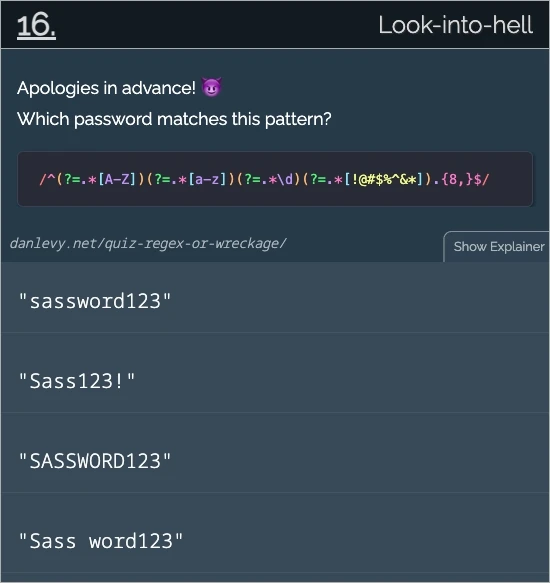 16.
Look-into-hell
Apologies in advance! 😈
Which password matches this pattern?
/^(?=.*[A-Z])(?=.*[a-z])(?=.*\d)(?=.*[!@#$%^&*]).{8,}$/
danlevy.net/quiz-regex-or-wreckage/
Show Explainer
"sassword123"
"Sass123!"
"SASSWORD123"
"Sass word123"